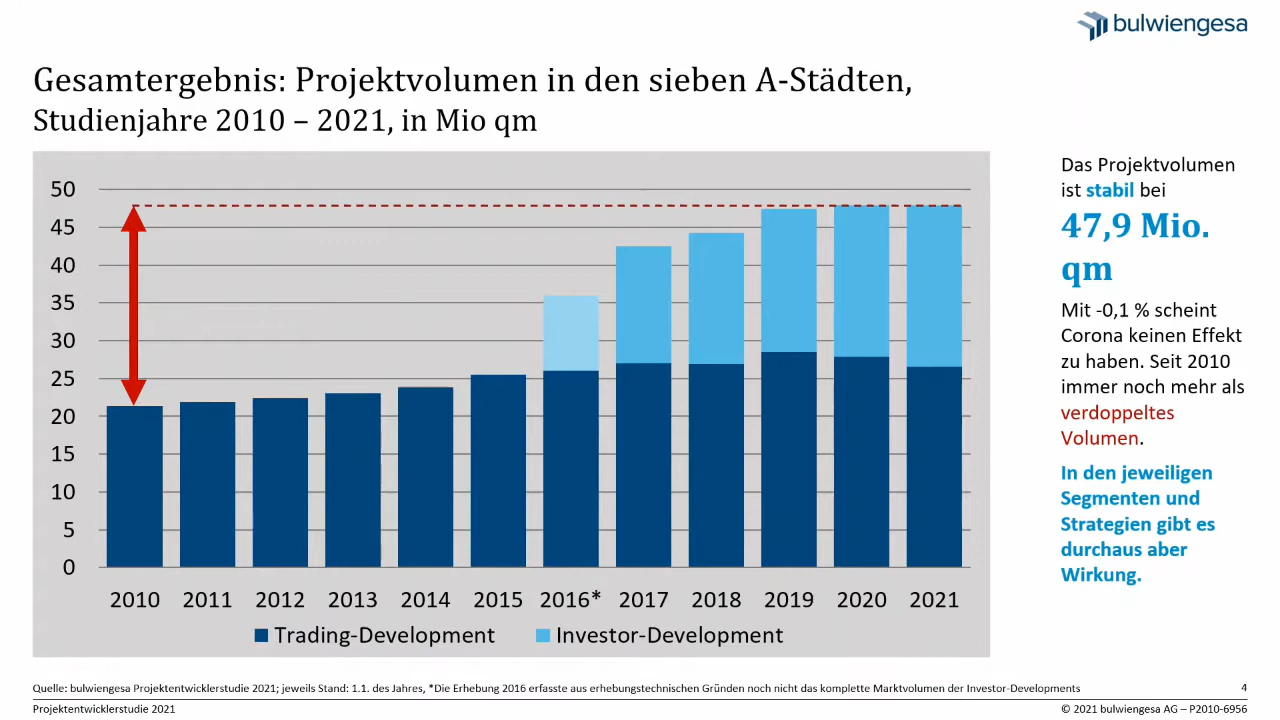 bulwiengesa
Gesamtergebnis: Projektvolumen in den sieben A-Städten,
Studienjahre 2010 – 2021, in Mio qm
50
45
40
35
30
25
20
15
10
5
0
2010 2011 2012 2013 2014 2015 2016* 2017 2018 2019 2020 2021
Trading-Development Investor-Development
Das Projektvolumen
ist stabil bei
47,9 Mio.
qm
Mit -0,1 % scheint
Corona keinen Effekt
zu haben. Seit 2010
immer noch mehr als
verdoppeltes
Volumen.
In den jeweiligen
Segmenten und
Strategien gibt es
durchaus aber
Wirkung.
Quelle: bulwiengesa Projektentwicklerstudie 2021; jeweils Stand: 1.1. des Jahres, *Die Erhebung 2016 erfasste aus erhebungstechnischen Gründen noch nicht das komplette Marktvolumen der Investor-Developments
4
Projektentwicklerstudie 2021
© 2021 bulwiengesa AG – P2010-6956